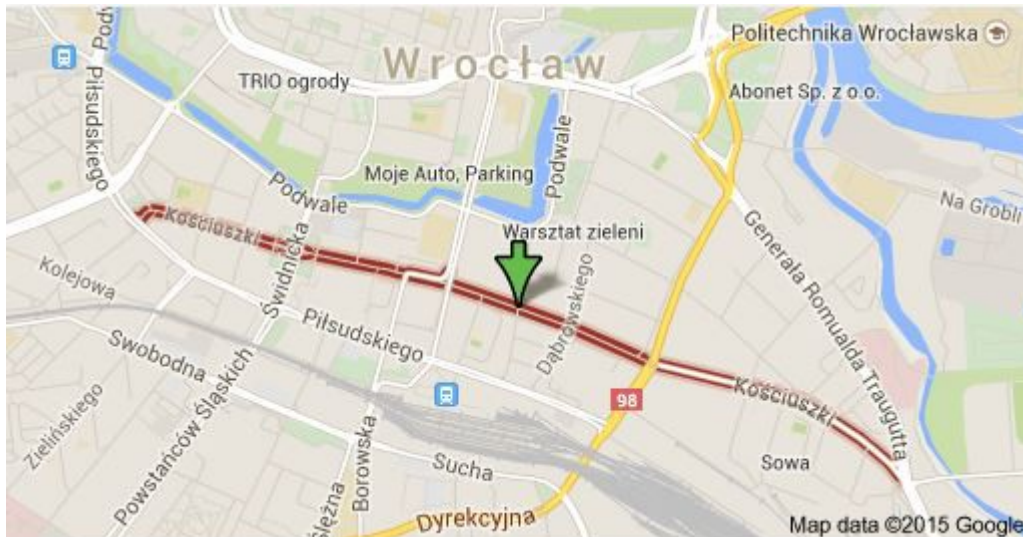 Politechnika Wrocławska
Wrocław
TRIO ogrody
Abonet Sp. z o.o.
Podw
Piłsudskiego
Moje Auto, Parking
Podwale
Podwale
Na Grobli
Kościuszki
Warsztat zieleni
Świdnicka
Generała Romualda Traugutta
Kolejowa
Dąbrowskiego
Piłsudskiego
Swobodna
98
Kościuszki
Zielińskiego
Powstańców Śląskich
Borowska
Sucha
Sowa
Ślężna
Dyrekcyjna
Map data ©2015 Google